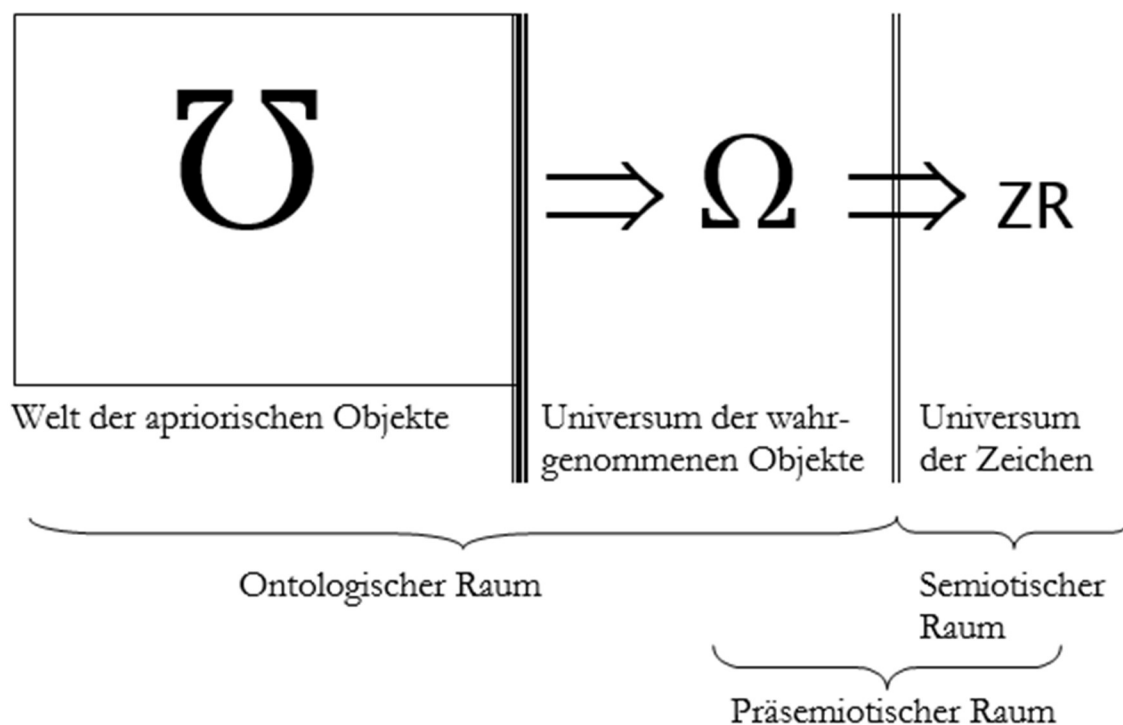 ℧ ⇒ Ω ⇒ ZR
Welt der apriorischen Objekte
Universum der wahr-
genommenen Objekte
Universum
der Zeichen
Ontologischer Raum
Semiotischer
Raum
Präsemiotischer Raum